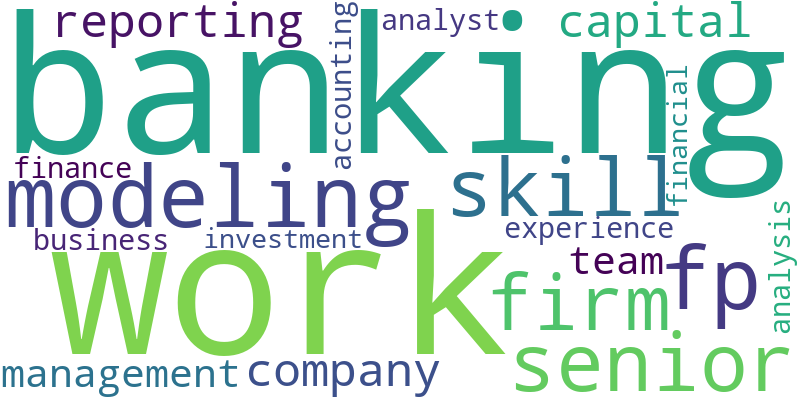 reporting
accounting
analyst
capital
banking
financial
finance
modeling
skill
business
investment
experience
analysis
work
team
fp
firm
senior
management
company